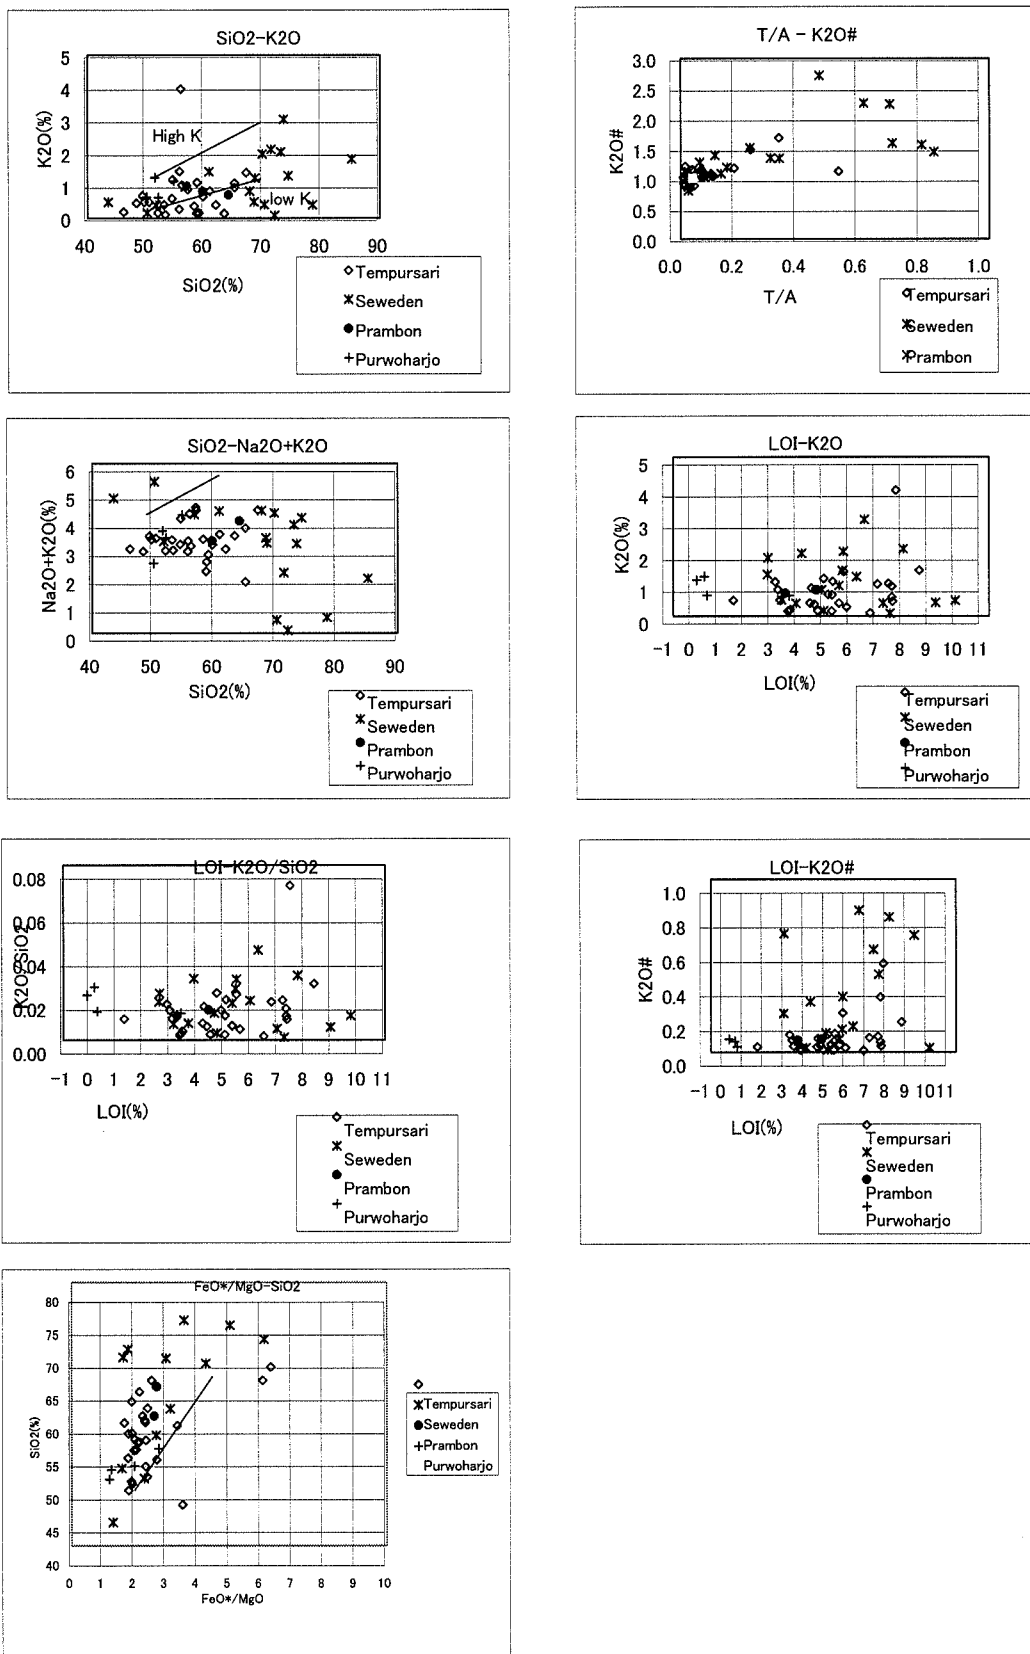 SiO2-K2O
K2O(%)
5
4
3
2
1
0
High K
low K
40 50 60 70 80 90
SiO2(%)
Tempursari
Seweden
Prambon
Purwoharjo
T/A - K2O#
K2O#
3.0
2.5
2.0
1.5
1.0
0.5
0.0
0.0 0.2 0.4 0.6 0.8 1.0
T/A
Tempursari
Seweden
Prambon
SiO2-Na2O+K2O
Na2O+K2O(%)
6
5
4
3
2
1
0
40 50 60 70 80 90
SiO2(%)
Tempursari
Seweden
Prambon
Purwoharjo
LOI-K2O
K2O(%)
5
4
3
2
1
0
-1 0 1 2 3 4 5 6 7 8 9 10 11
LOI(%)
Tempursari
Seweden
Prambon
Purwoharjo
LOI-K2O/SiO2
K2O/SiO2
0.08
0.06
0.04
0.02
0.00
-1 0 1 2 3 4 5 6 7 8 9 10 11
LOI(%)
Tempursari
Seweden
Prambon
Purwoharjo
LOI-K2O#
K2O#
1.0
0.8
0.6
0.4
0.2
0.0
-1 0 1 2 3 4 5 6 7 8 9 10 11
LOI(%)
Tempursari
Seweden
Prambon
Purwoharjo
FeO*/MgO-SiO2
SiO2(%)
80
75
70
65
60
55
50
45
40
0 1 2 3 4 5 6 7 8 9 10
FeO*/MgO
Tempursari
Seweden
Prambon
Purwoharjo